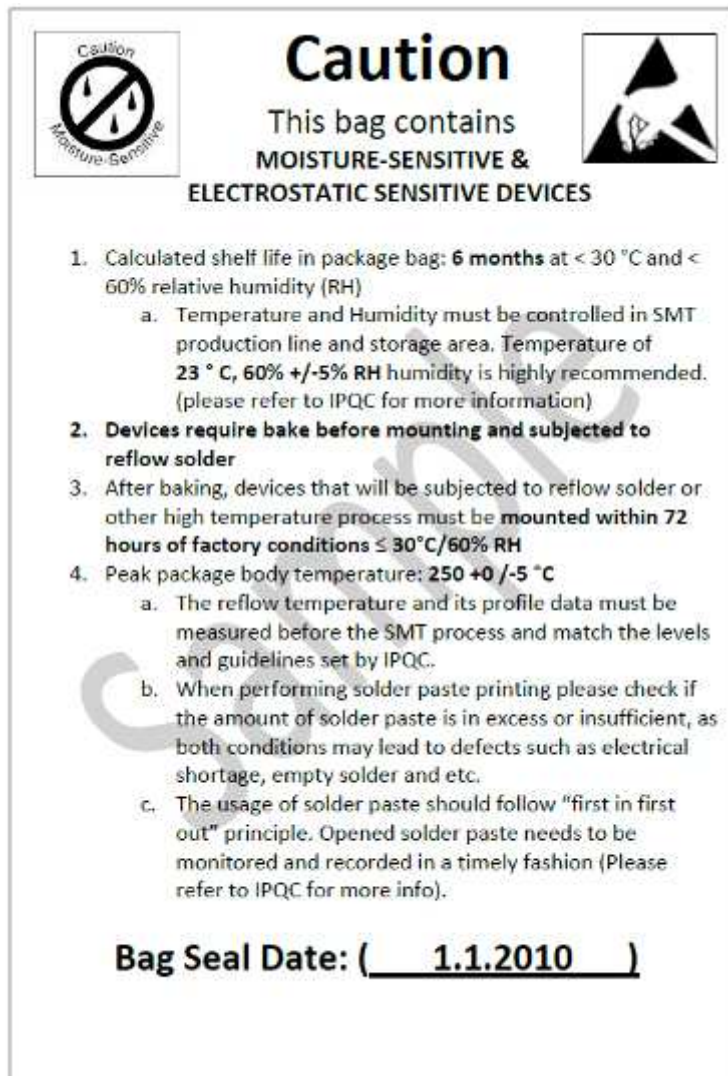 Caution
Moisture-Sensitive
Caution
This bag contains
MOISTURE-SENSITIVE &
ELECTROSTATIC SENSITIVE DEVICES
1. Calculated shelf life in package bag: 6 months at < 30 °C and <
60% relative humidity (RH)
a. Temperature and Humidity must be controlled in SMT
production line and storage area. Temperature of
23 ° C, 60% +/-5% RH humidity is highly recommended.
(please refer to IPQC for more information)
2. Devices require bake before mounting and subjected to
reflow solder
3. After baking, devices that will be subjected to reflow solder or
other high temperature process must be mounted within 72
hours of factory conditions ≤ 30°C/60% RH
4. Peak package body temperature: 250 +0 /-5 °C
a. The reflow temperature and its profile data must be
measured before the SMT process and match the levels
and guidelines set by IPQC.
b. When performing solder paste printing please check if
the amount of solder paste is in excess or insufficient, as
both conditions may lead to defects such as electrical
shortage, empty solder and etc.
c. The usage of solder paste should follow “first in first
out” principle. Opened solder paste needs to be
monitored and recorded in a timely fashion (Please
refer to IPQC for more info).
Bag Seal Date: ( 1.1.2010 )
Sample